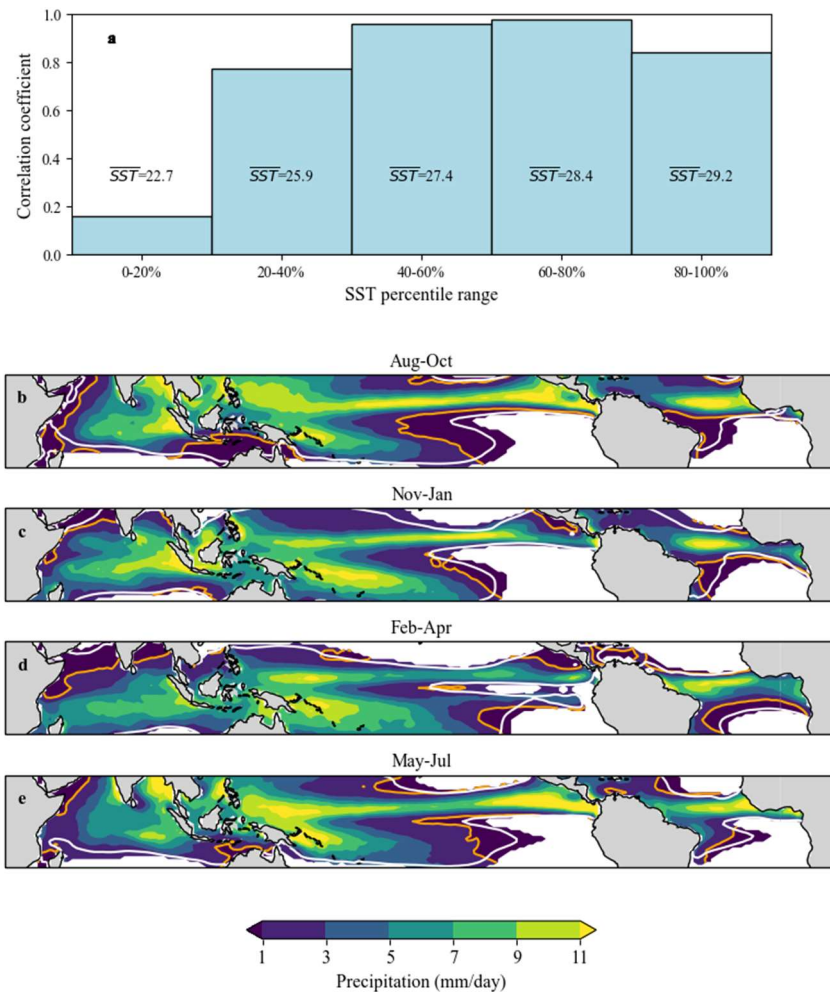 a
1.0
0.8
0.6
0.4
0.2
0.0
Correlation coefficient
SST=22.7
SST=25.9
SST=27.4
SST=28.4
SST=29.2
0-20%
20-40%
40-60%
60-80%
80-100%
SST percentile range
Aug-Oct
b
Nov-Jan
c
Feb-Apr
d
May-Jul
e
1 3 5 7 9 11
Precipitation (mm/day)